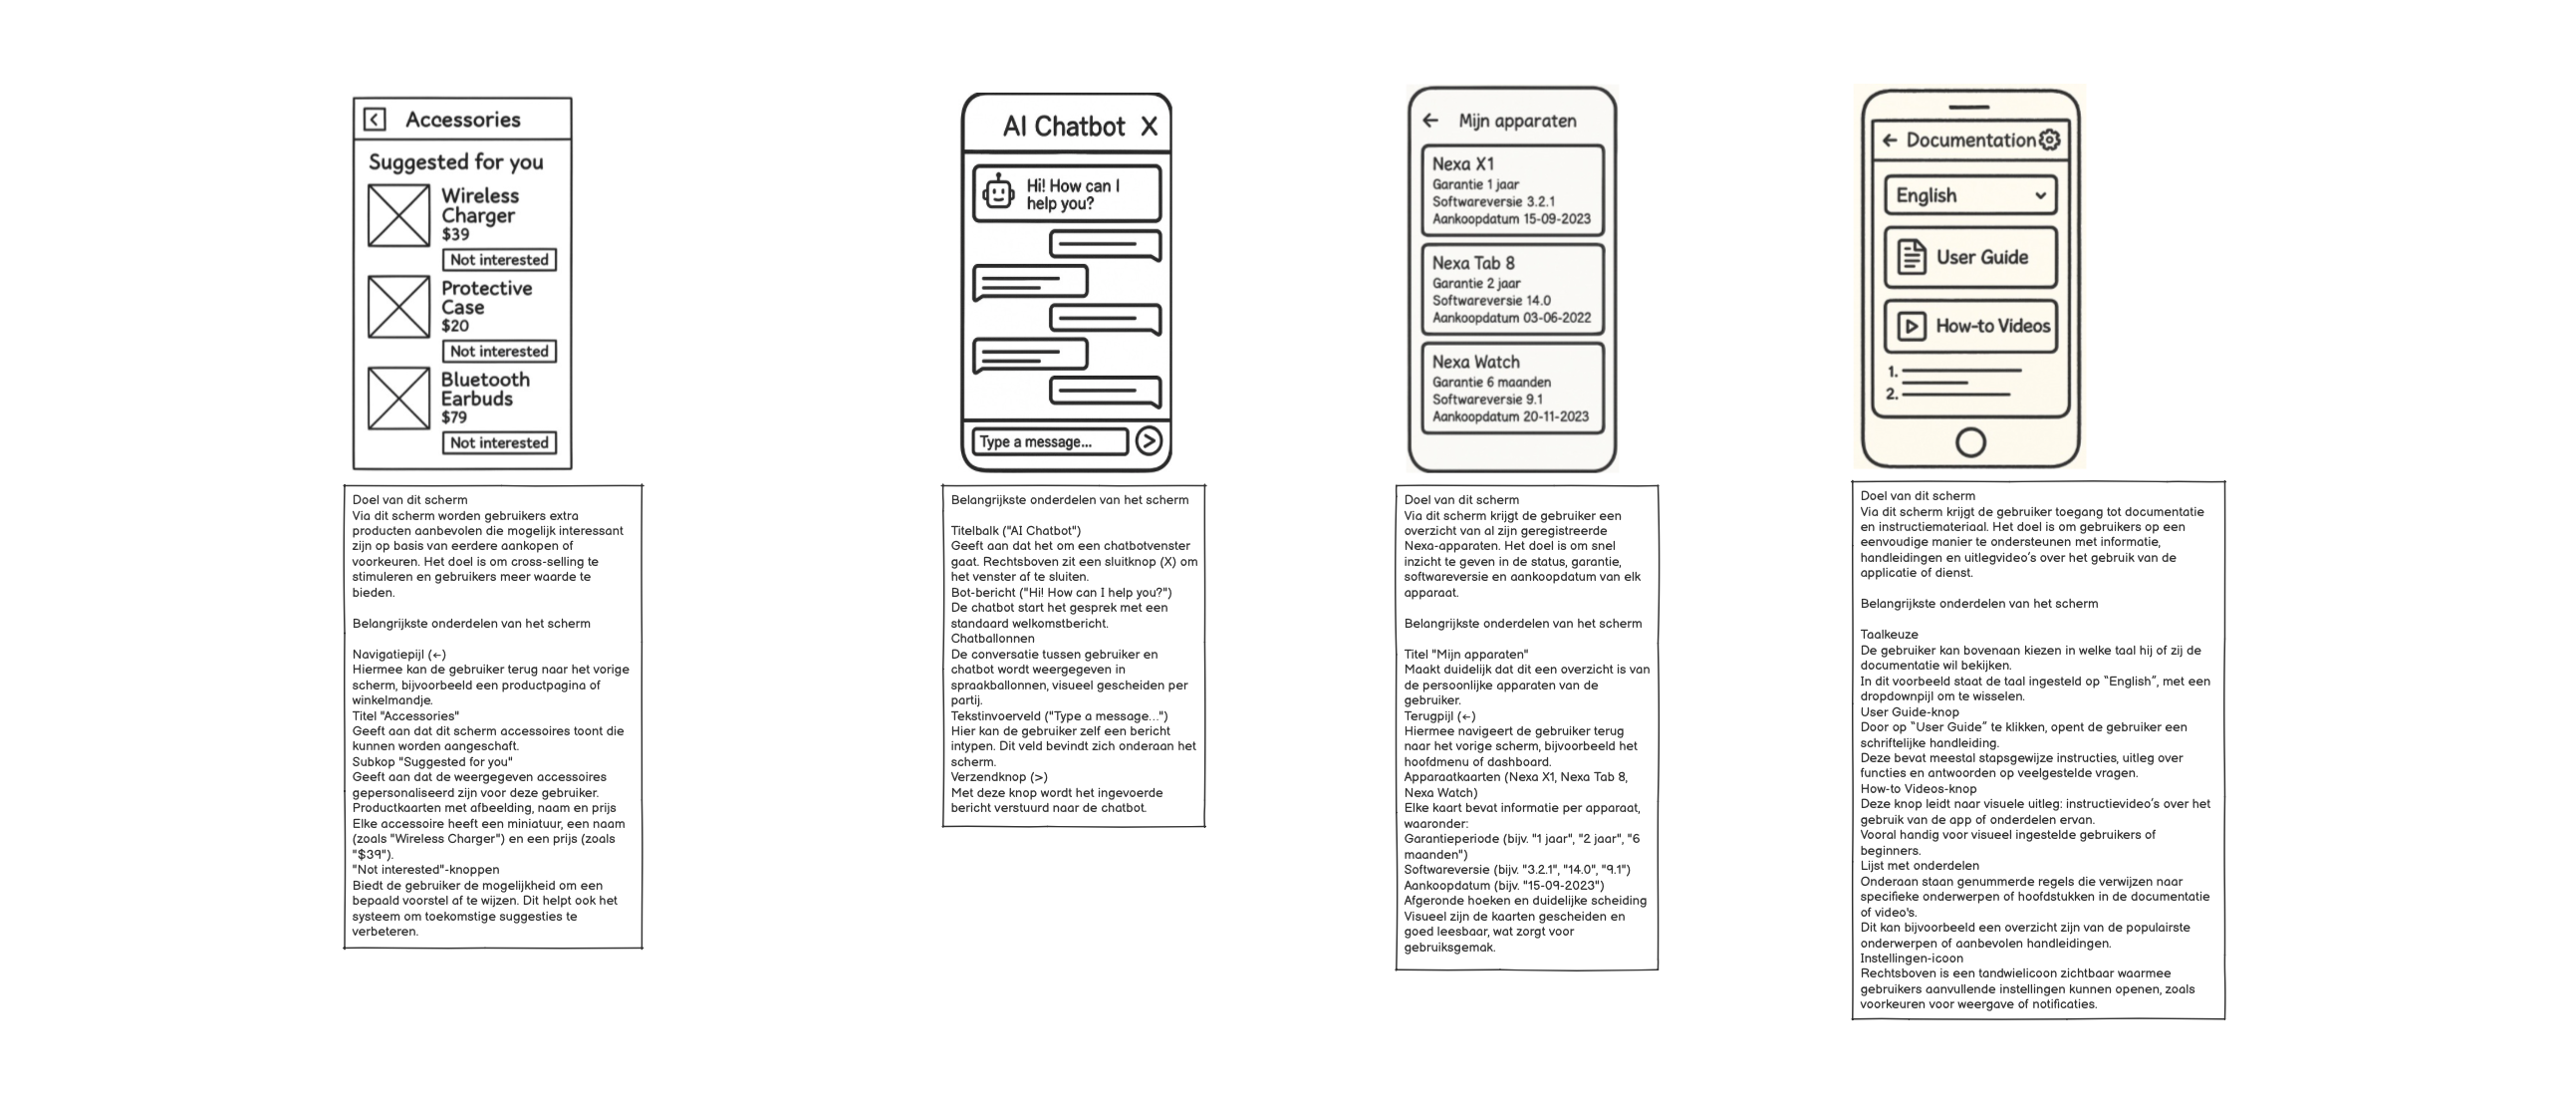 Accessories
Suggested for you
Wireless
Charger
$39
Not interested
Protective
Case
$20
Not interested
Bluetooth
Earbuds
$79
Not interested
Doel van dit scherm
Via dit scherm worden gebruikers extra
producten aanbevolen die mogelijk interessant
zijn op basis van eerdere aankopen of
voorkeuren. Het doel is om cross-selling te
stimuleren en gebruikers meer waarde te
bieden.
Belangrijkste onderdelen van het scherm
Navigatiepijl (←)
Hiermee kan de gebruiker terug naar het vorige
scherm, bijvoorbeeld een productpagina of
winkelmandje.
Titel "Accessories"
Geeft aan dat dit scherm accessoires toont die
kunnen worden aangeschaft.
Subkop "Suggested for you"
Geeft aan dat de weergegeven accessoires
gepersonaliseerd zijn voor deze gebruiker.
Productkaarten met afbeelding, naam en prijs
Elke accessoire heeft een miniatuur, een naam
(zoals "Wireless Charger") en een prijs (zoals
"$39").
"Not interested"-knoppen
Biedt de gebruiker de mogelijkheid om een
bepaald voorstel af te wijzen. Dit helpt ook het
systeem om toekomstige suggesties te
verbeteren.
AI Chatbot X
Hi! How can I
help you?
Type a message...
Belangrijkste onderdelen van het scherm
Titelbalk ("AI Chatbot")
Geeft aan dat het om een chatbotvenster
gaat. Rechtsboven zit een sluitknop (X) om
het venster af te sluiten.
Bot-bericht ("Hi! How can I help you?")
De chatbot start het gesprek met een
standaard welkomstbericht.
Chatballonnen
De conversatie tussen gebruiker en
chatbot wordt weergegeven in
spraakballonnen, visueel gescheiden per
partij.
Tekstinvoerveld ("Type a message...")
Hier kan de gebruiker zelf een bericht
intypen. Dit veld bevindt zich onderaan het
scherm.
Verzendknop (>)
Met deze knop wordt het ingevoerde
bericht verstuurd naar de chatbot.
← Mijn apparaten
Nexa X1
Garantie 1 jaar
Softwareversie 3.2.1
Aankoopdatum 15-09-2023
Nexa Tab 8
Garantie 2 jaar
Softwareversie 14.0
Aankoopdatum 03-06-2022
Nexa Watch
Garantie 6 maanden
Softwareversie 9.1
Aankoopdatum 20-11-2023
Doel van dit scherm
Via dit scherm krijgt de gebruiker een
overzicht van al zijn geregistreerde
Nexa-apparaten. Het doel is om snel
inzicht te geven in de status, garantie,
softwareversie en aankoopdatum van elk
apparaat.
Belangrijkste onderdelen van het scherm
Titel "Mijn apparaten"
Maakt duidelijk dat dit een overzicht is van
de persoonlijke apparaten van de
gebruiker.
Terugpijl (←)
Hiermee navigeert de gebruiker terug
naar het vorige scherm, bijvoorbeeld het
hoofdmenu of dashboard.
Apparaatkaarten (Nexa X1, Nexa Tab 8,
Nexa Watch)
Elke kaart bevat informatie per apparaat,
waaronder:
Garantieperiode (bijv. "1 jaar", "2 jaar", "6
maanden")
Softwareversie (bijv. "3.2.1", "14.0", "9.1")
Aankoopdatum (bijv. "15-09-2023")
Afgeronde hoeken en duidelijke scheiding
Visueel zijn de kaarten gescheiden en
goed leesbaar, wat zorgt voor
gebruiksgemak.
← Documentation
English
User Guide
How-to Videos
1.
2.
Doel van dit scherm
Via dit scherm krijgt de gebruiker toegang tot documentatie
en instructiemateriaal. Het doel is om gebruikers op een
eenvoudige manier te ondersteunen met informatie,
handleidingen en uitlegvideo's over het gebruik van de
applicatie of dienst.
Belangrijkste onderdelen van het scherm
Taalkeuze
De gebruiker kan bovenaan kiezen in welke taal hij of zij de
documentatie wil bekijken.
In dit voorbeeld staat de taal ingesteld op “English”, met een
dropdownpijl om te wisselen.
User Guide-knop
Door op “User Guide” te klikken, opent de gebruiker een
schriftelijke handleiding.
Deze bevat meestal stapsgewijze instructies, uitleg over
functies en antwoorden op veelgestelde vragen.
How-to Videos-knop
Deze knop leidt naar visuele uitleg: instructievideo's over het
gebruik van de app of onderdelen ervan.
Vooral handig voor visueel ingestelde gebruikers of
beginners.
Lijst met onderdelen
Onderaan staan genummerde regels die verwijzen naar
specifieke onderwerpen of hoofdstukken in de documentatie
of video's.
Dit kan bijvoorbeeld een overzicht zijn van de populairste
onderwerpen of aanbevolen handleidingen.
Instellingen-icoon
Rechtsboven is een tandwielicoon zichtbaar waarmee
gebruikers aanvullende instellingen kunnen openen, zoals
voorkeuren voor weergave of notificaties.